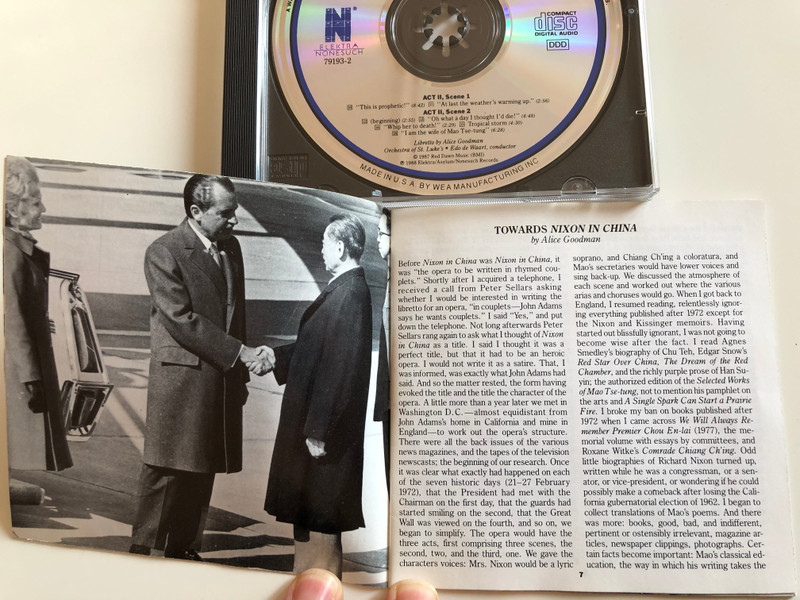 N®
ELEKTRA
NONESUCH
79193-2
COMPACT
disc
DIGITAL AUDIO
DDD
ACT II, Scene 1
"This is prophetic!" (6:42) "At last the weather's warming up." (2:38)
ACT II, Scene 2
(beginning) (2:55) "Oh what a day I thought I'd die!" (4:48)
"Whip her to death!" (2:29) Tropical storm (4:30)
"I am the wife of Mao Tse-tung" (6:28)
Libretto by Alice Goodman
Orchestra of St. Luke's • Edo de Waart, conductor
℗ 1987 Red Dawn Music (BMI)
℗ 1988 Elektra/Asylum/Nonesuch Records
MADE IN U.S.A. BY WEA MANUFACTURING INC
TOWARDS NIXON IN CHINA
by Alice Goodman
Before Nixon in China was Nixon in China, it
was "the opera to be written in rhymed cou-
plets." Shortly after I acquired a telephone, I
received a call from Peter Sellars asking
whether I would be interested in writing the
libretto for an opera, "in couplets—John Adams
says he wants couplets." I said "Yes," and put
down the telephone. Not long afterwards Peter
Sellars rang again to ask what I thought of Nixon
in China as a title. I said I thought it was a
perfect title, but that it had to be an heroic
opera. I would not write it as a satire. That, I
was informed, was exactly what John Adams had
said. And so the matter rested, the form having
evoked the title and the title the character of the
opera. A little more than a year later we met in
Washington D.C.—almost equidistant from
John Adams's home in California and mine in
England—to work out the opera's structure.
There were all the back issues of the various
news magazines, and the tapes of the television
newscasts; the beginning of our research. Once
it was clear what exactly had happened on each
of the seven historic days (21–27 February
1972), that the President had met with the
Chairman on the first day, that the guards had
started smiling on the second, that the Great
Wall was viewed on the fourth, and so on, we
began to simplify. The opera would have the
three acts, first comprising three scenes, the
second, two, and the third, one. We gave the
characters voices: Mrs. Nixon would be a lyric
soprano, and Chiang Ch'ing a coloratura, and
Mao's secretaries would have lower voices and
sing back-up. We discussed the atmosphere of
each scene and worked out where the various
arias and choruses would go. When I got back to
England, I resumed reading, relentlessly ignor-
ing everything published after 1972 except for
the Nixon and Kissinger memoirs. Having
started out blissfully ignorant, I was not going to
become wise after the fact. I read Agnes
Smedley's biography of Chu Teh, Edgar Snow's
Red Star Over China, The Dream of the Red
Chamber, and the richly purple prose of Han Su-
yin; the authorized edition of the Selected Works
of Mao Tse-tung, not to mention his pamphlet on
the arts and A Single Spark Can Start a Prairie
Fire. I broke my ban on books published after
1972 when I came across We Will Always Re-
member Premier Chou En-lai (1977), the me-
morial volume with essays by committees, and
Roxane Witke's Comrade Chiang Ch'ing. Odd
little biographies of Richard Nixon turned up,
written while he was a congressman, or a sen-
ator, or vice-president, or wondering if he could
possibly make a comeback after losing the Cali-
fornia gubernatorial election of 1962. I began to
collect translations of Mao's poems. And there
was more: books, good, bad, and indifferent,
pertinent or ostensibly irrelevant, magazine ar-
ticles, newspaper clippings, photographs. Cer-
tain facts become important: Mao's classical ed-
ucation, the way in which his writing takes the
7